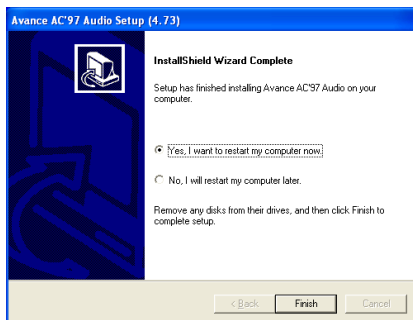 Avance AC'97 Audio Setup (4.73)
InstallShield Wizard Complete
Setup has finished installing Avance AC'97 Audio on your
computer.
Yes, I want to restart my computer now.
No, I will restart my computer later.
Remove any disks from their drives, and then click Finish to
complete setup.
< Back Finish Cancel